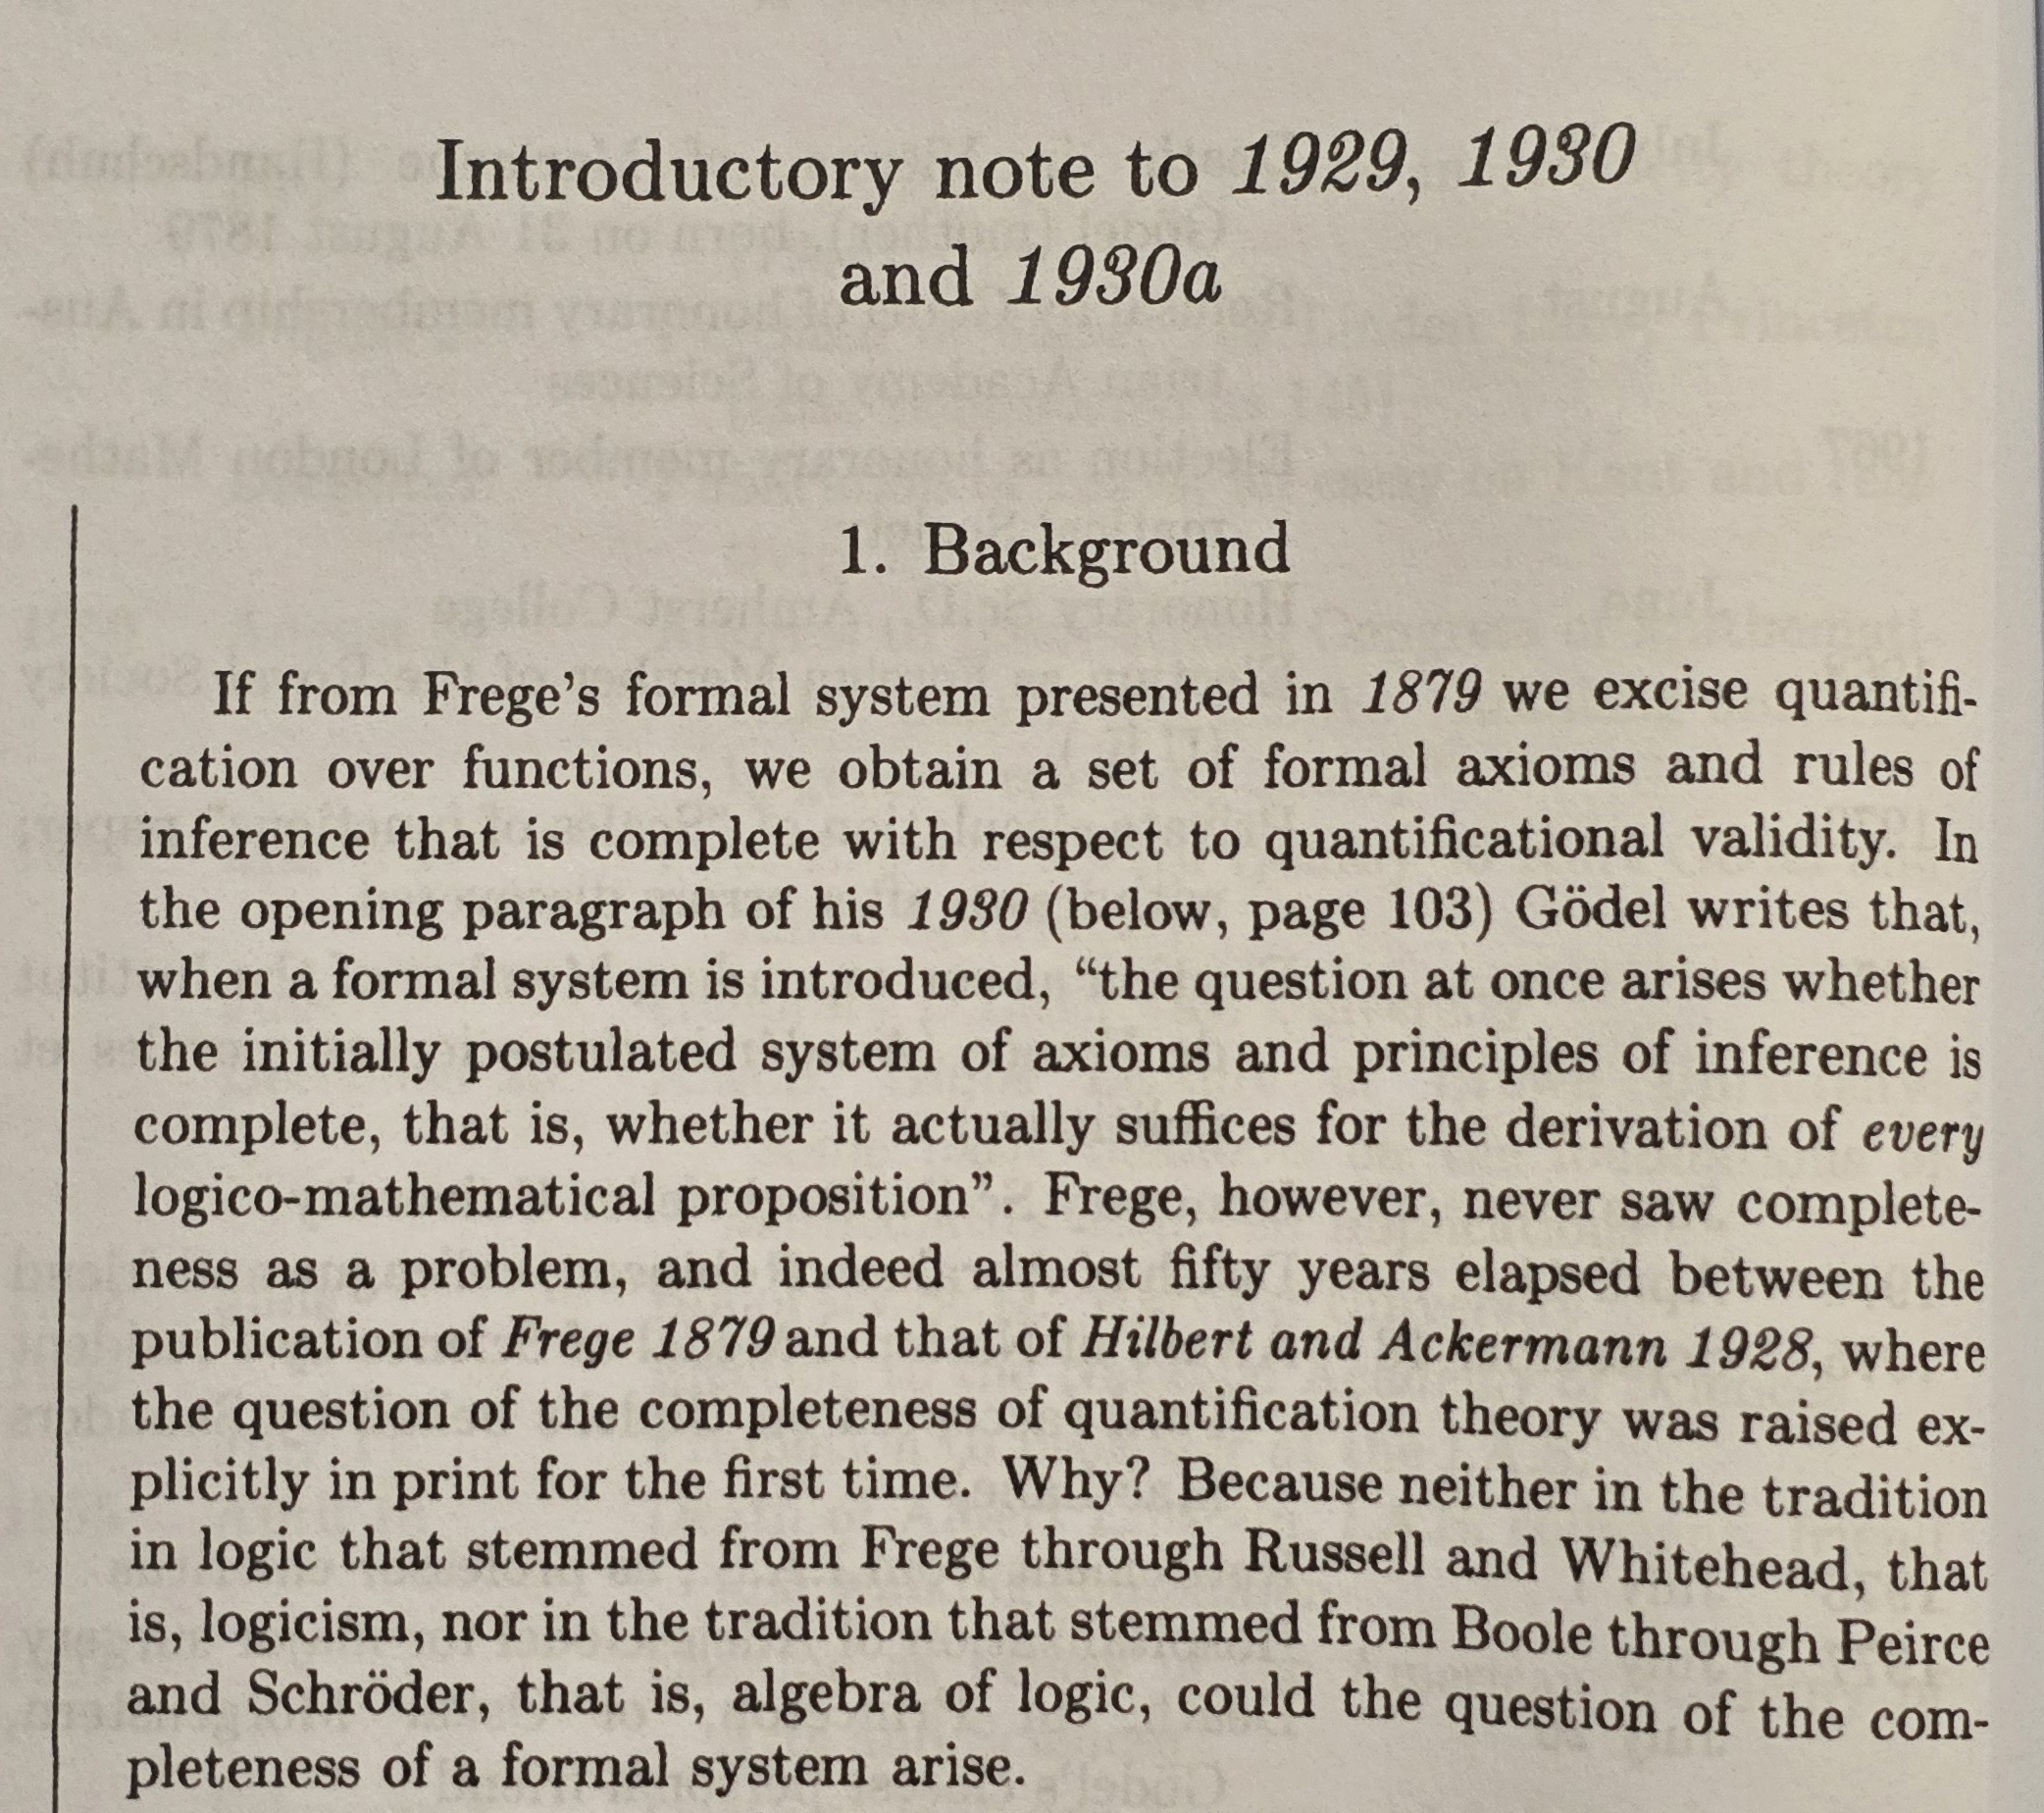 Introductory note to 1929, 1930
and 1930a
1. Background
If from Frege’s formal system presented in 1879 we excise quantifi-
cation over functions, we obtain a set of formal axioms and rules of
inference that is complete with respect to quantificational validity. In
the opening paragraph of his 1930 (below, page 103) Gödel writes that,
when a formal system is introduced, “the question at once arises whether
the initially postulated system of axioms and principles of inference is
complete, that is, whether it actually suffices for the derivation of every
logico-mathematical proposition”. Frege, however, never saw complete-
ness as a problem, and indeed almost fifty years elapsed between the
publication of Frege 1879 and that of Hilbert and Ackermann 1928, where
the question of the completeness of quantification theory was raised ex-
plicitly in print for the first time. Why? Because neither in the tradition
in logic that stemmed from Frege through Russell and Whitehead, that
is, logicism, nor in the tradition that stemmed from Boole through Peirce
and Schröder, that is, algebra of logic, could the question of the com-
pleteness of a formal system arise.